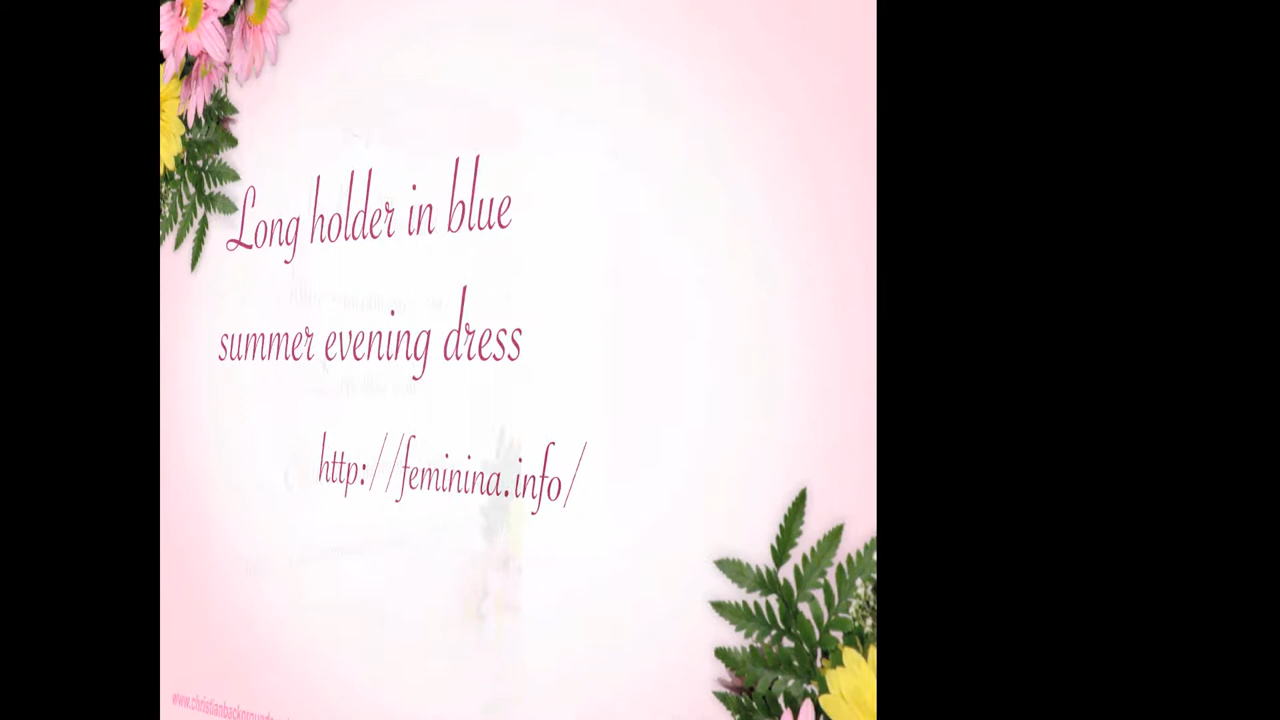 Long holder in blue
summer evening dress
http://feminina.info/